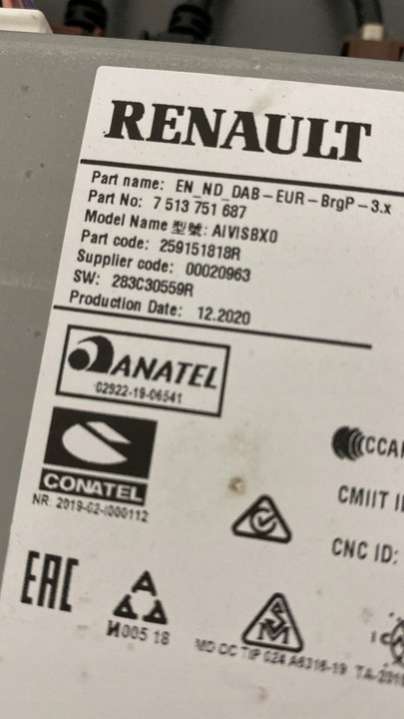 RENAULT
Part name: EN_ND_DAB-EUR-BrgP-3.x
Part No: 7 513 751 687
Model Name 型號: AIVISBX0
Part code: 259151818R
Supplier code: 00020963
SW: 283C30559R
Production Date: 12.2020
ANATEL
02922-19-06541
CONATEL
NR: 2019-02-I000112
CCA
CMIIT I
CNC ID:
EAC
И005 18
MD OC TIP 024 A6316-19